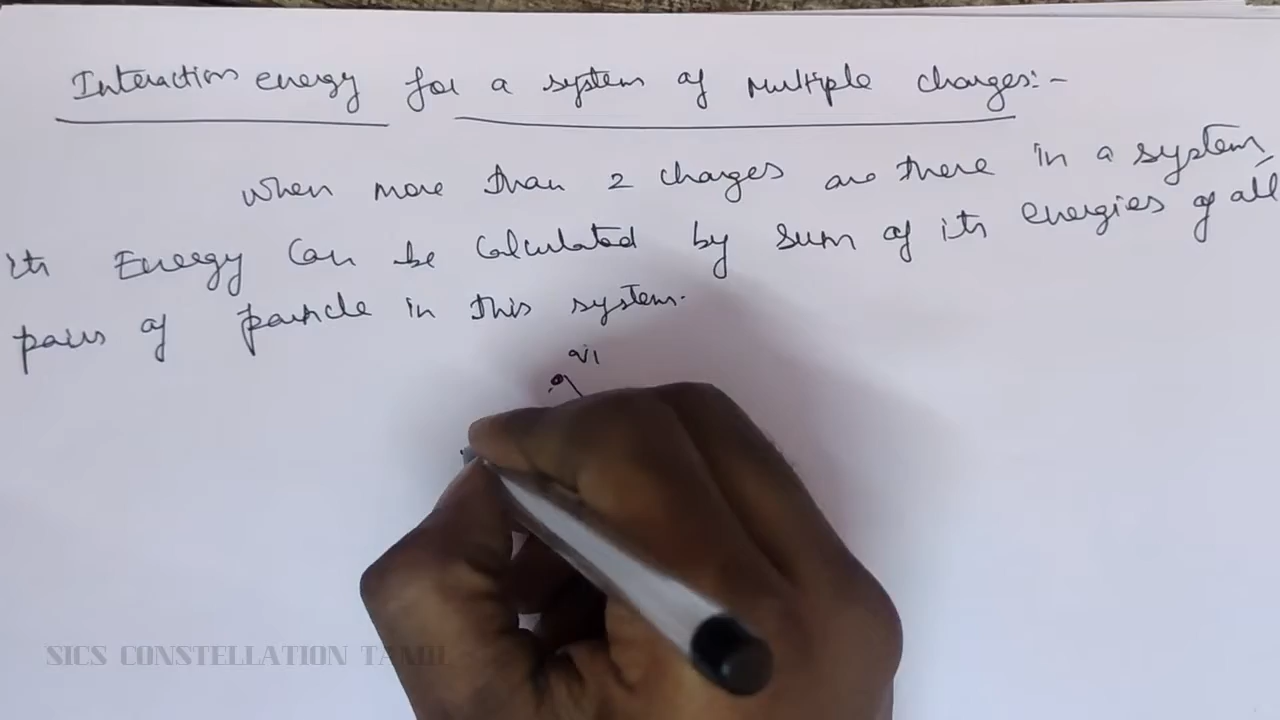 Interaction energy for a system of Multiple charges:-
When more than 2 charges are there in a system
its Energy can be calculated by sum of its energies of all
pairs of particle in this system.
q1
SICS CONSTELLATION TAMIL